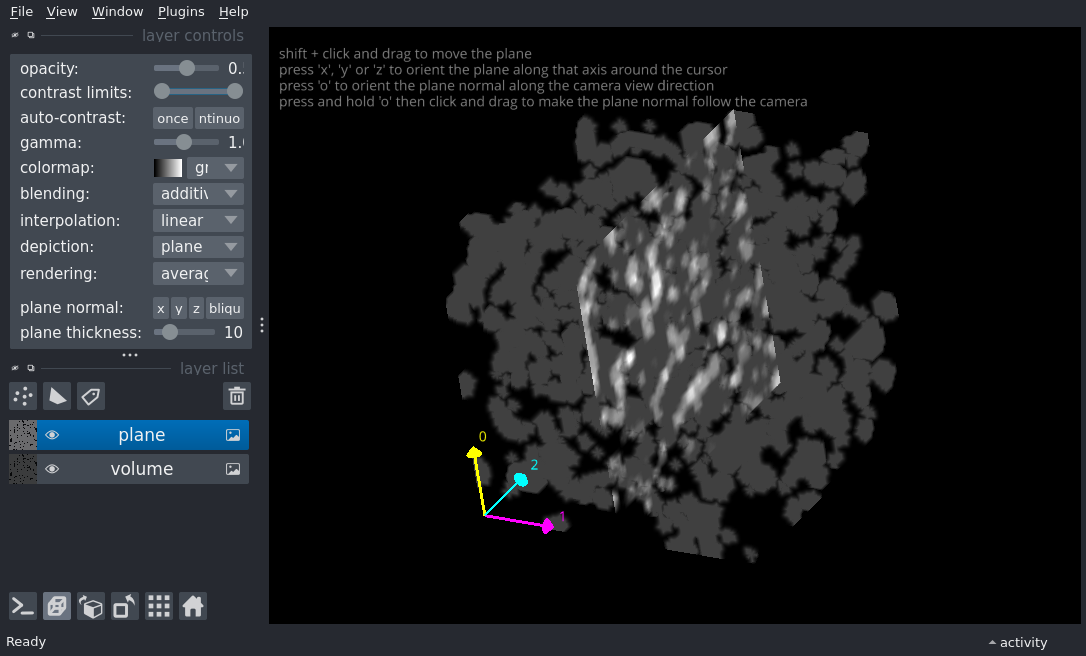 File View Window Plugins Help
layer controls
opacity: 0.
contrast limits:
auto-contrast: once ntinuo
gamma: 1.
colormap: gr
blending: additiv
interpolation: linear
depiction: plane
rendering: averag
plane normal: x y z bliqu
plane thickness: 10
layer list
plane
volume
Ready
shift + click and drag to move the plane
press 'x', 'y' or 'z' to orient the plane along that axis around the cursor
press 'o' to orient the plane normal along the camera view direction
press and hold 'o' then click and drag to make the plane normal follow the camera
0
2
1
activity